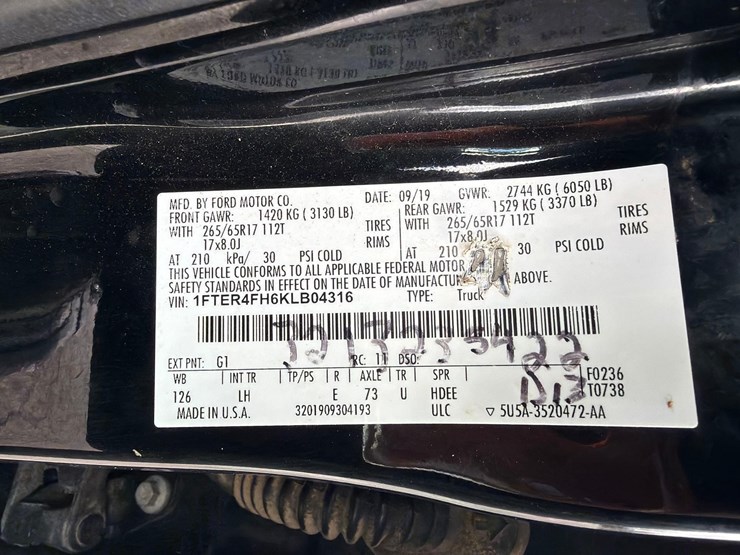 MFD. BY FORD MOTOR CO. DATE: 09/19 GVWR: 2744 KG ( 6050 LB)
FRONT GAWR: 1420 KG ( 3130 LB) REAR GAWR: 1529 KG ( 3370 LB)
WITH 265/65R17 112T TIRES WITH 265/65R17 112T TIRES
17x8.0J RIMS 17x8.0J RIMS
AT 210 kPa/ 30 PSI COLD AT 210 30 PSI COLD
THIS VEHICLE CONFORMS TO ALL APPLICABLE FEDERAL MOTOR
SAFETY STANDARDS IN EFFECT ON THE DATE OF MANUFACTUR ABOVE.
VIN: 1FTER4FH6KLB04316 TYPE: Truck
EXT PNT: G1 RC: 11 DSO:
WB INT TR TP/PS R AXLE TR SPR F0236
126 LH E 73 U HDEE T0738
MADE IN U.S.A. 3201909304193 ULC ▽ 5U5A-3520472-AA